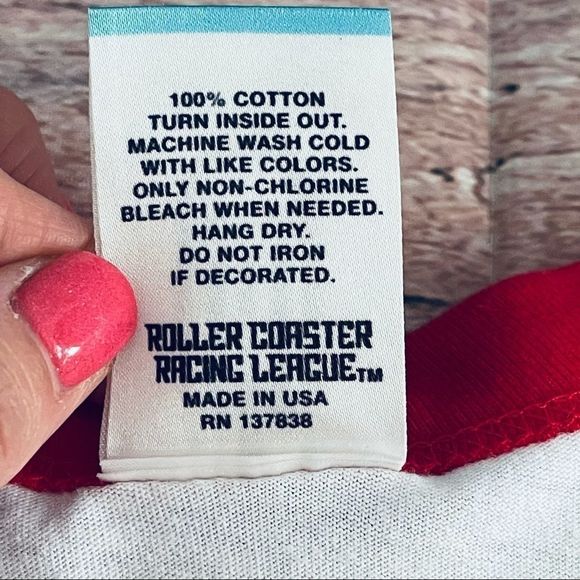 100% COTTON
TURN INSIDE OUT.
MACHINE WASH COLD
WITH LIKE COLORS.
ONLY NON-CHLORINE
BLEACH WHEN NEEDED.
HANG DRY.
DO NOT IRON
IF DECORATED.
ROLLER COASTER
RACING LEAGUE™
MADE IN USA
RN 137838